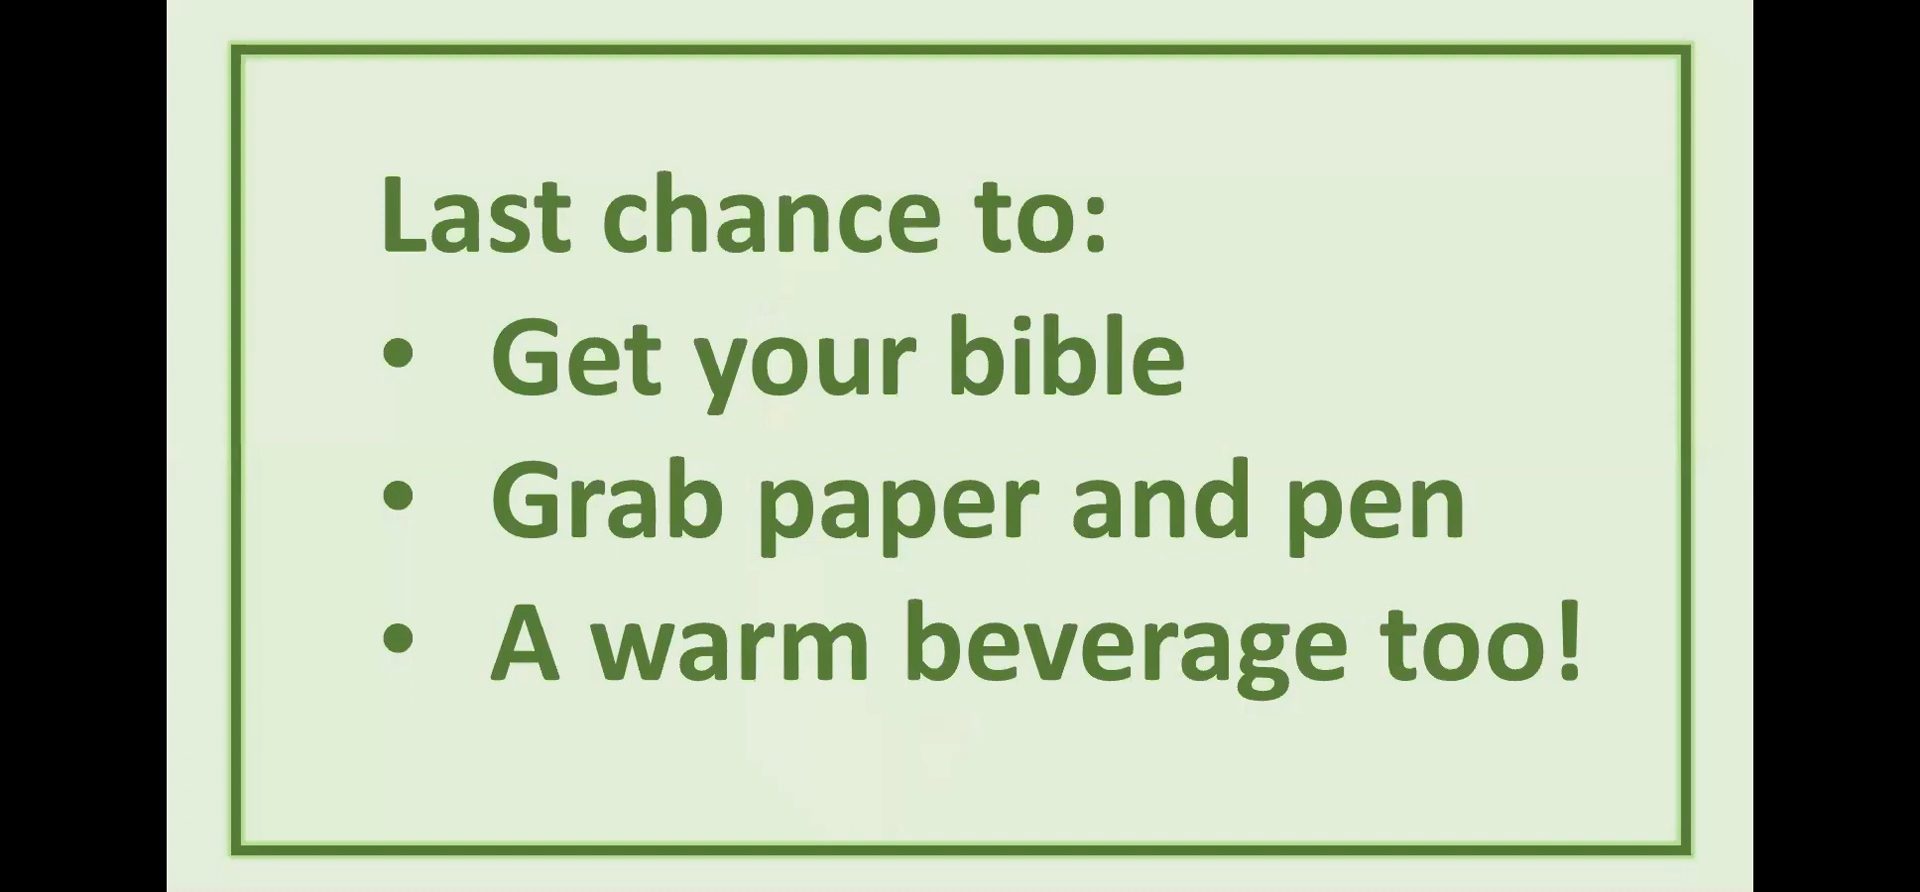 Last chance to:
• Get your bible
• Grab paper and pen
• A warm beverage too!